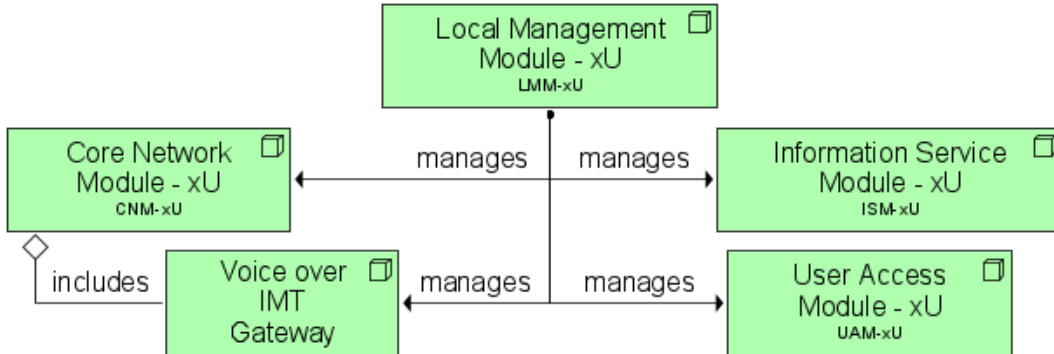 Local Management
Module - xU
LMM-xU
Core Network
Module - xU
CNM-xU
manages
manages
Information Service
Module - xU
ISM-xU
includes
Voice over
IMT
Gateway
manages
manages
User Access
Module - xU
UAM-xU